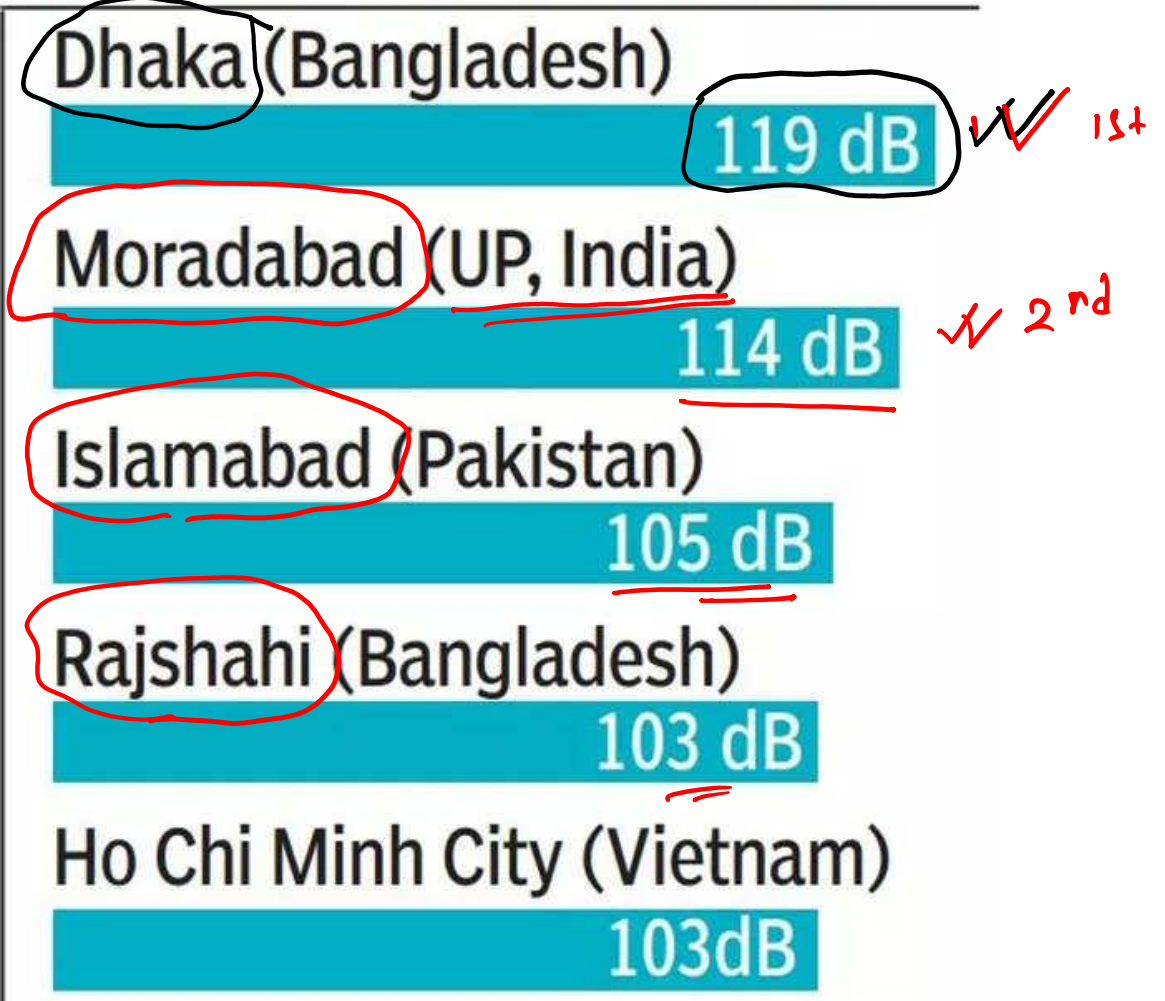 Dhaka (Bangladesh)
119 dB 1st
Moradabad (UP, India)
114 dB 2nd
Islamabad (Pakistan)
105 dB
Rajshahi (Bangladesh)
103 dB
Ho Chi Minh City (Vietnam)
103dB